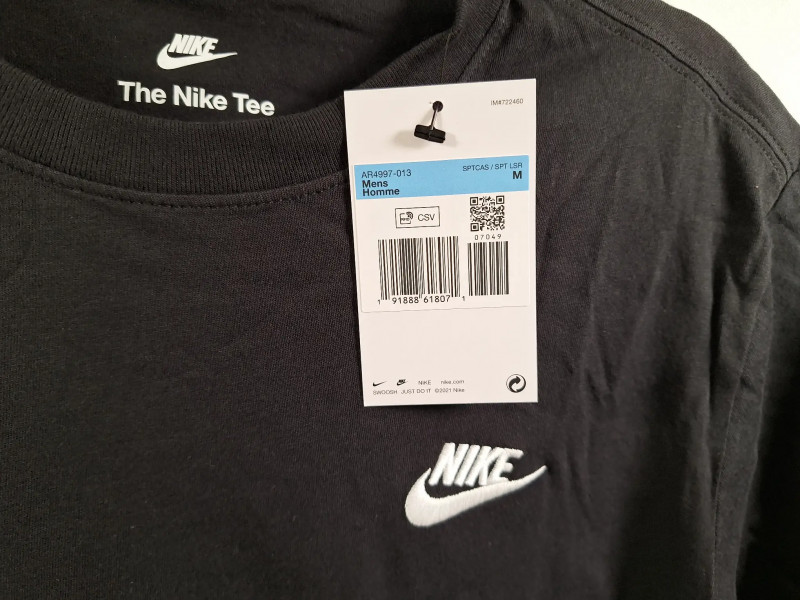 NIKE
The Nike Tee
IM#722460
AR4997-013
SPTCAS / SPT LSR
Mens
M
Homme
CSV
07049
1 91888 61807 1
NIKE nike.com
SWOOSH JUST DO IT ©2021 Nike
NIKE